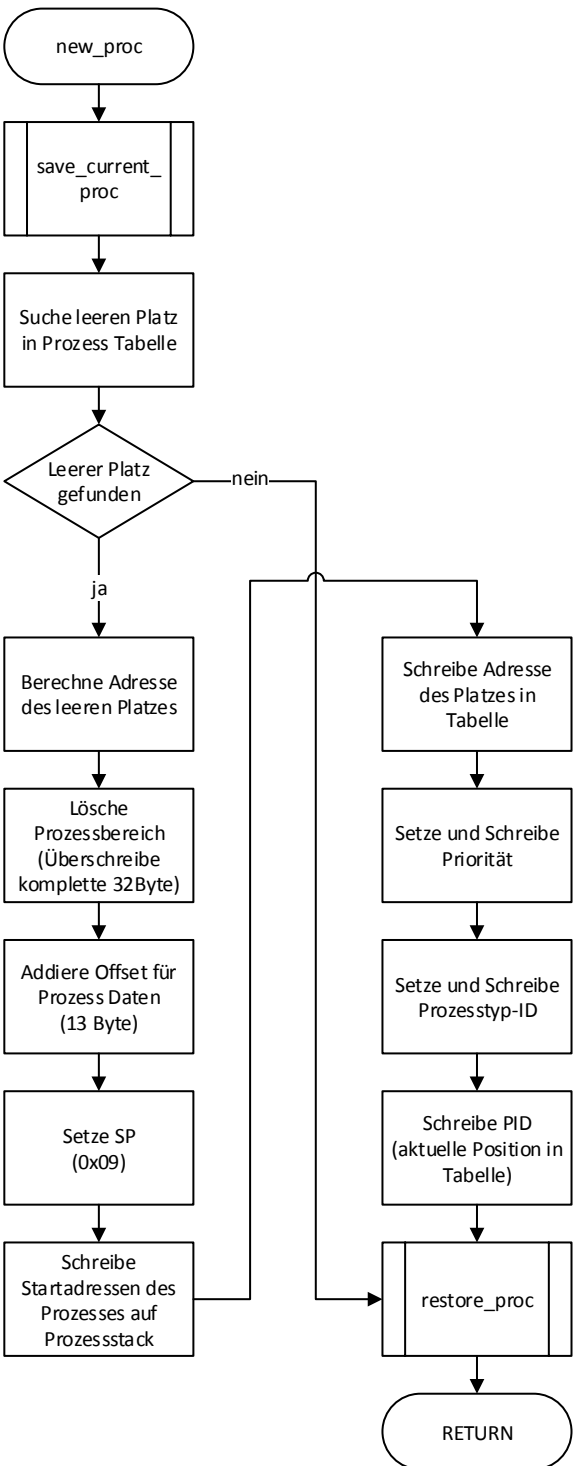 new_proc
save_current_
proc
Suche leeren Platz
in Prozess Tabelle
Leerer Platz
gefunden
nein
ja
Berechne Adresse
des leeren Platzes
Lösche
Prozessbereich
(Überschreibe
komplette 32Byte)
Addiere Offset für
Prozess Daten
(13 Byte)
Setze SP
(0x09)
Schreibe
Startadressen des
Prozesses auf
Prozessstack
Schreibe Adresse
des Platzes in
Tabelle
Setze und Schreibe
Priorität
Setze und Schreibe
Prozesstyp-ID
Schreibe PID
(aktuelle Position in
Tabelle)
restore_proc
RETURN